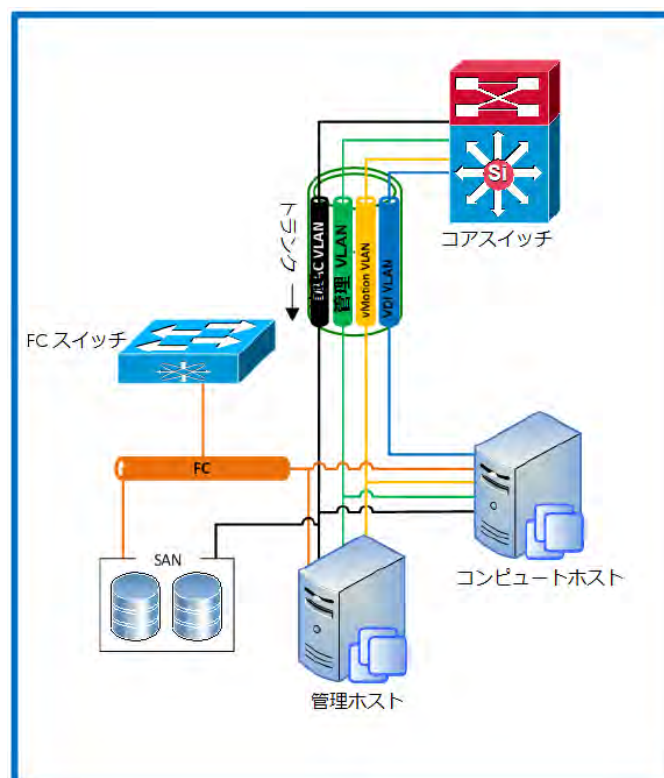 Si
コアスイッチ
トランク
DRAC VLAN
管理 VLAN
vMotion VLAN
VDI VLAN
FC スイッチ
FC
SAN
コンピュートホスト
管理ホスト